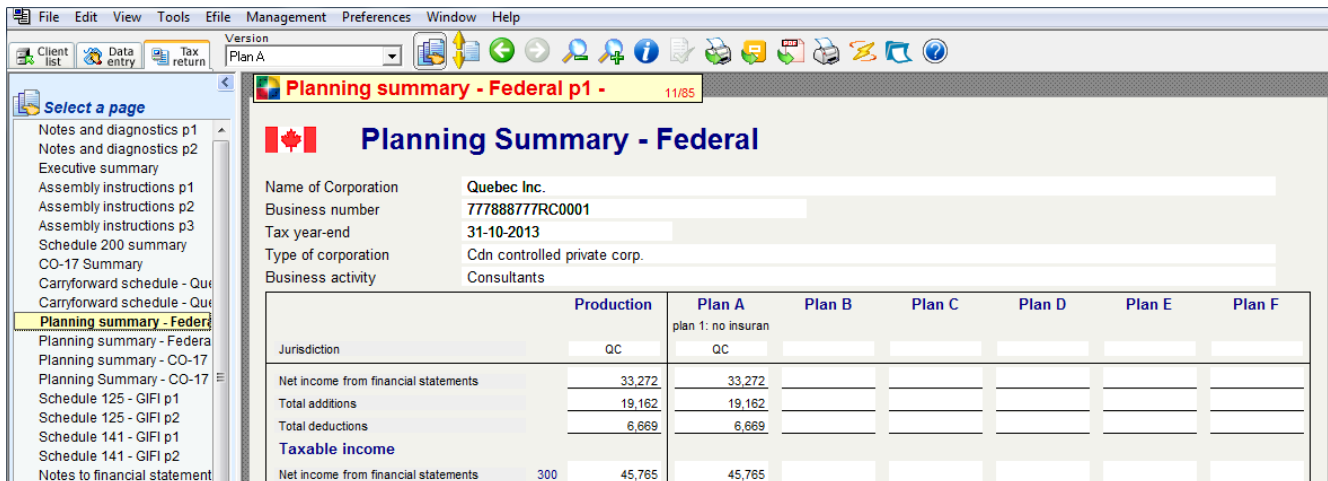 File Edit View Tools Efile Management Preferences Window Help
Client list Data entry Tax return
Version
Plan A
Select a page
Notes and diagnostics p1
Notes and diagnostics p2
Executive summary
Assembly instructions p1
Assembly instructions p2
Assembly instructions p3
Schedule 200 summary
CO-17 Summary
Carryforward schedule - Que
Carryforward schedule - Que
Planning summary - Federa
Planning summary - Federa
Planning summary - CO-17
Planning Summary - CO-17
Schedule 125 - GIFI p1
Schedule 125 - GIFI p2
Schedule 141 - GIFI p1
Schedule 141 - GIFI p2
Notes to financial statement
Planning summary - Federal p1 - 11/85
Planning Summary - Federal
Name of Corporation Quebec Inc.
Business number 777888777RC0001
Tax year-end 31-10-2013
Type of corporation Cdn controlled private corp.
Business activity Consultants
Production Plan A Plan B Plan C Plan D Plan E Plan F
plan 1: no insuran
Jurisdiction QC QC
Net income from financial statements 33,272 33,272
Total additions 19,162 19,162
Total deductions 6,669 6,669
Taxable income
Net income from financial statements 300 45,765 45,765